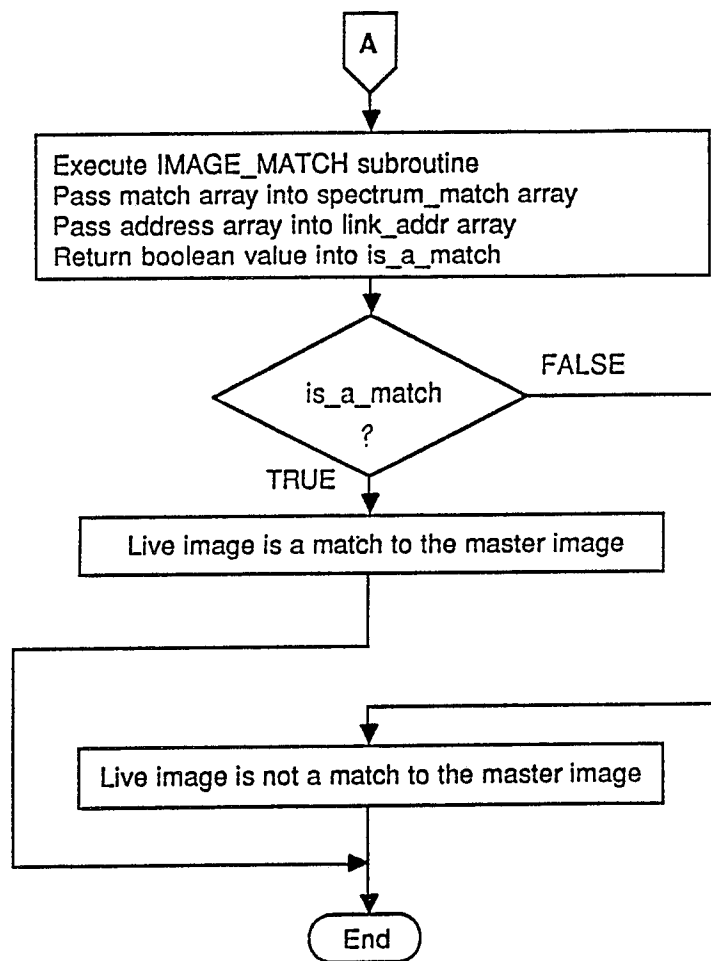 A
Execute IMAGE_MATCH subroutine
Pass match array into spectrum_match array
Pass address array into link_addr array
Return boolean value into is_a_match
is_a_match
?
FALSE
TRUE
Live image is a match to the master image
Live image is not a match to the master image
End